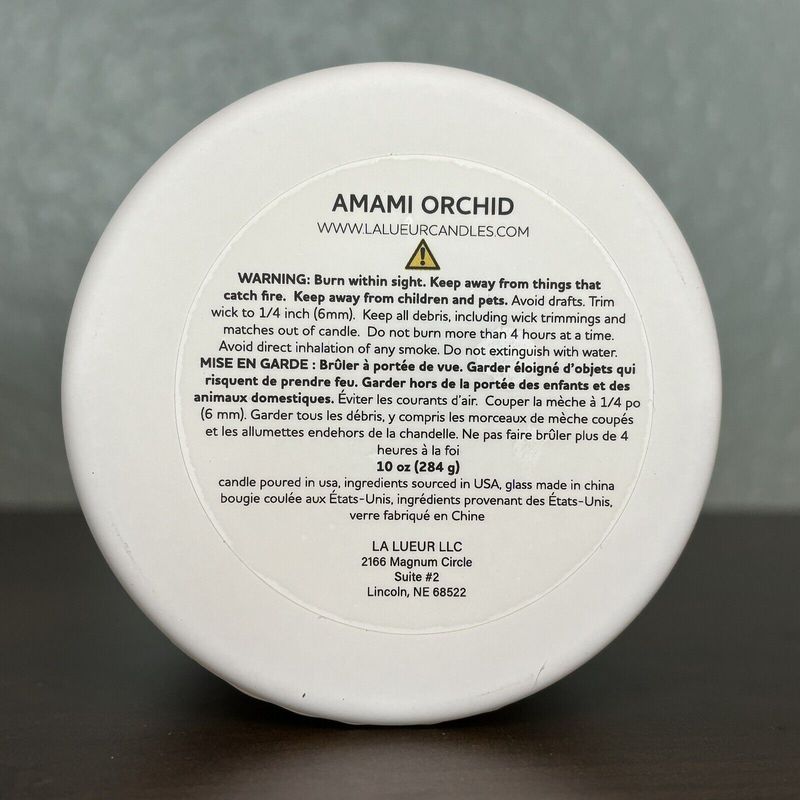 AMAMI ORCHID
WWW.LALUEURCANDLES.COM
WARNING: Burn within sight. Keep away from things that
catch fire. Keep away from children and pets. Avoid drafts. Trim
wick to 1/4 inch (6mm). Keep all debris, including wick trimmings and
matches out of candle. Do not burn more than 4 hours at a time.
Avoid direct inhalation of any smoke. Do not extinguish with water.
MISE EN GARDE : Brûler à portée de vue. Garder éloigné d'objets qui
risquent de prendre feu. Garder hors de la portée des enfants et des
animaux domestiques. Éviter les courants d'air. Couper la mèche à 1/4 po
(6 mm). Garder tous les débris, y compris les morceaux de mèche coupés
et les allumettes endehors de la chandelle. Ne pas faire brûler plus de 4
heures à la foi
10 oz (284 g)
candle poured in usa, ingredients sourced in USA, glass made in china
bougie coulée aux États-Unis, ingrédients provenant des États-Unis,
verre fabriqué en Chine
LA LUEUR LLC
2166 Magnum Circle
Suite #2
Lincoln, NE 68522